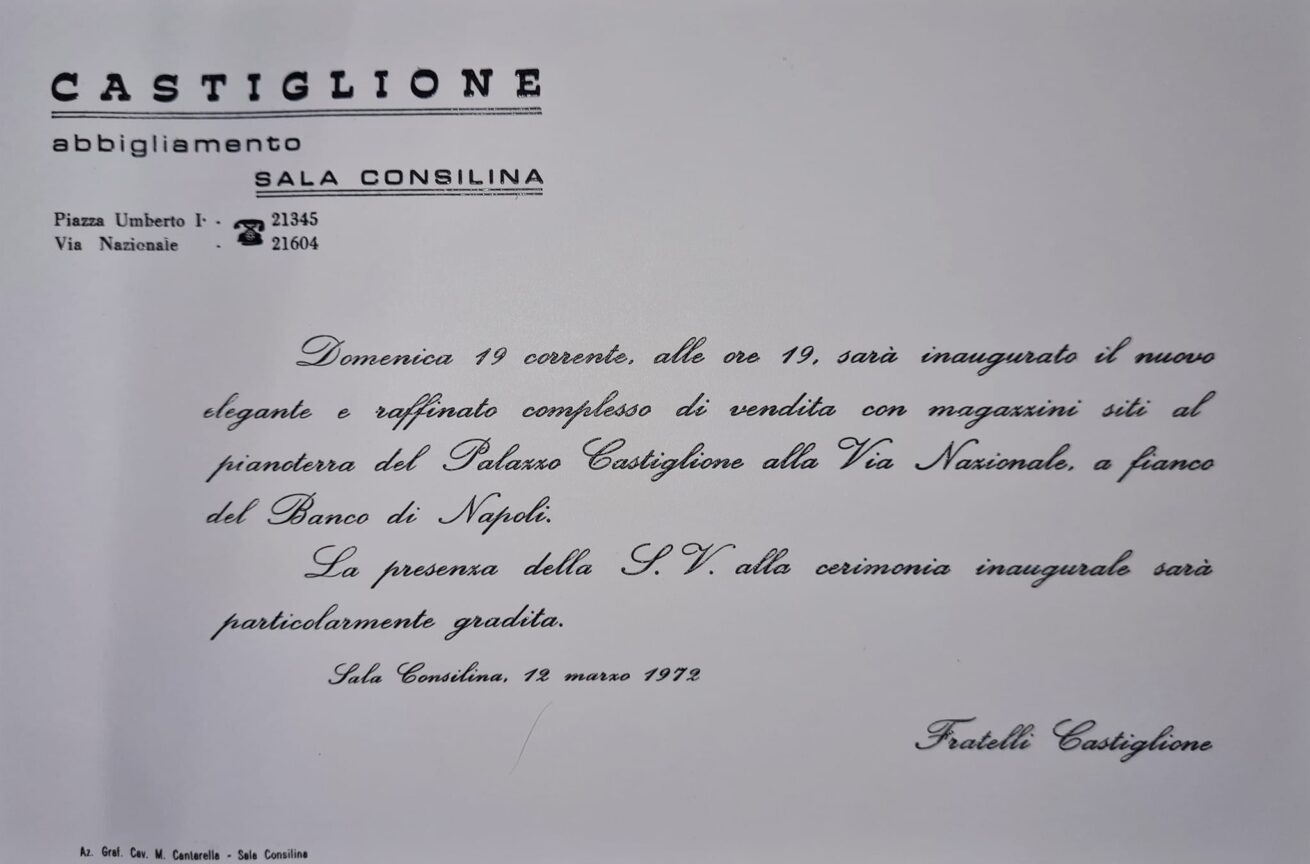 CASTIGLIONE
abbigliamento
SALA CONSILINA
Piazza Umberto I· - 21345
Via Nazionale - 21604
Domenica 19 corrente, alle ore 19, sarà inaugurato il nuovo
elegante e raffinato complesso di vendita con magazzini siti al
pianoterra del Palazzo Castiglione alla Via Nazionale, a fianco
del Banco di Napoli.
La presenza della S. V. alla cerimonia inaugurale sarà
particolarmente gradita.
Sala Consilina, 12 marzo 1972
Fratelli Castiglione
Az. Graf. Cav. M. Cantarella - Sala Consilina